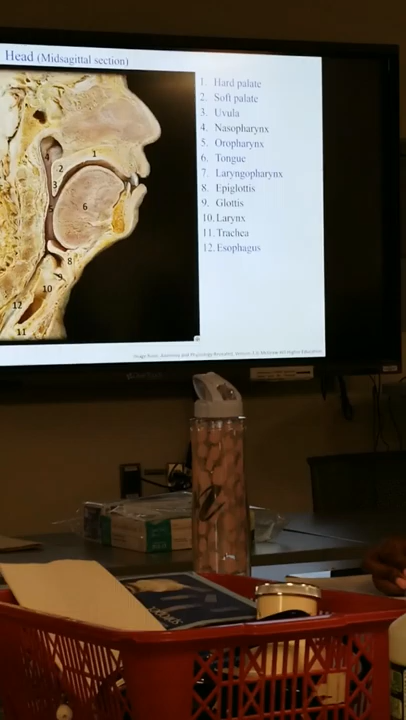 Head (Midsagittal section)
1. Hard palate
2. Soft palate
3. Uvula
4. Nasopharynx
5. Oropharynx
6. Tongue
7. Laryngopharynx
8. Epiglottis
9. Glottis
10. Larynx
11. Trachea
12. Esophagus
1
2
3
6
8
9
10
12
11